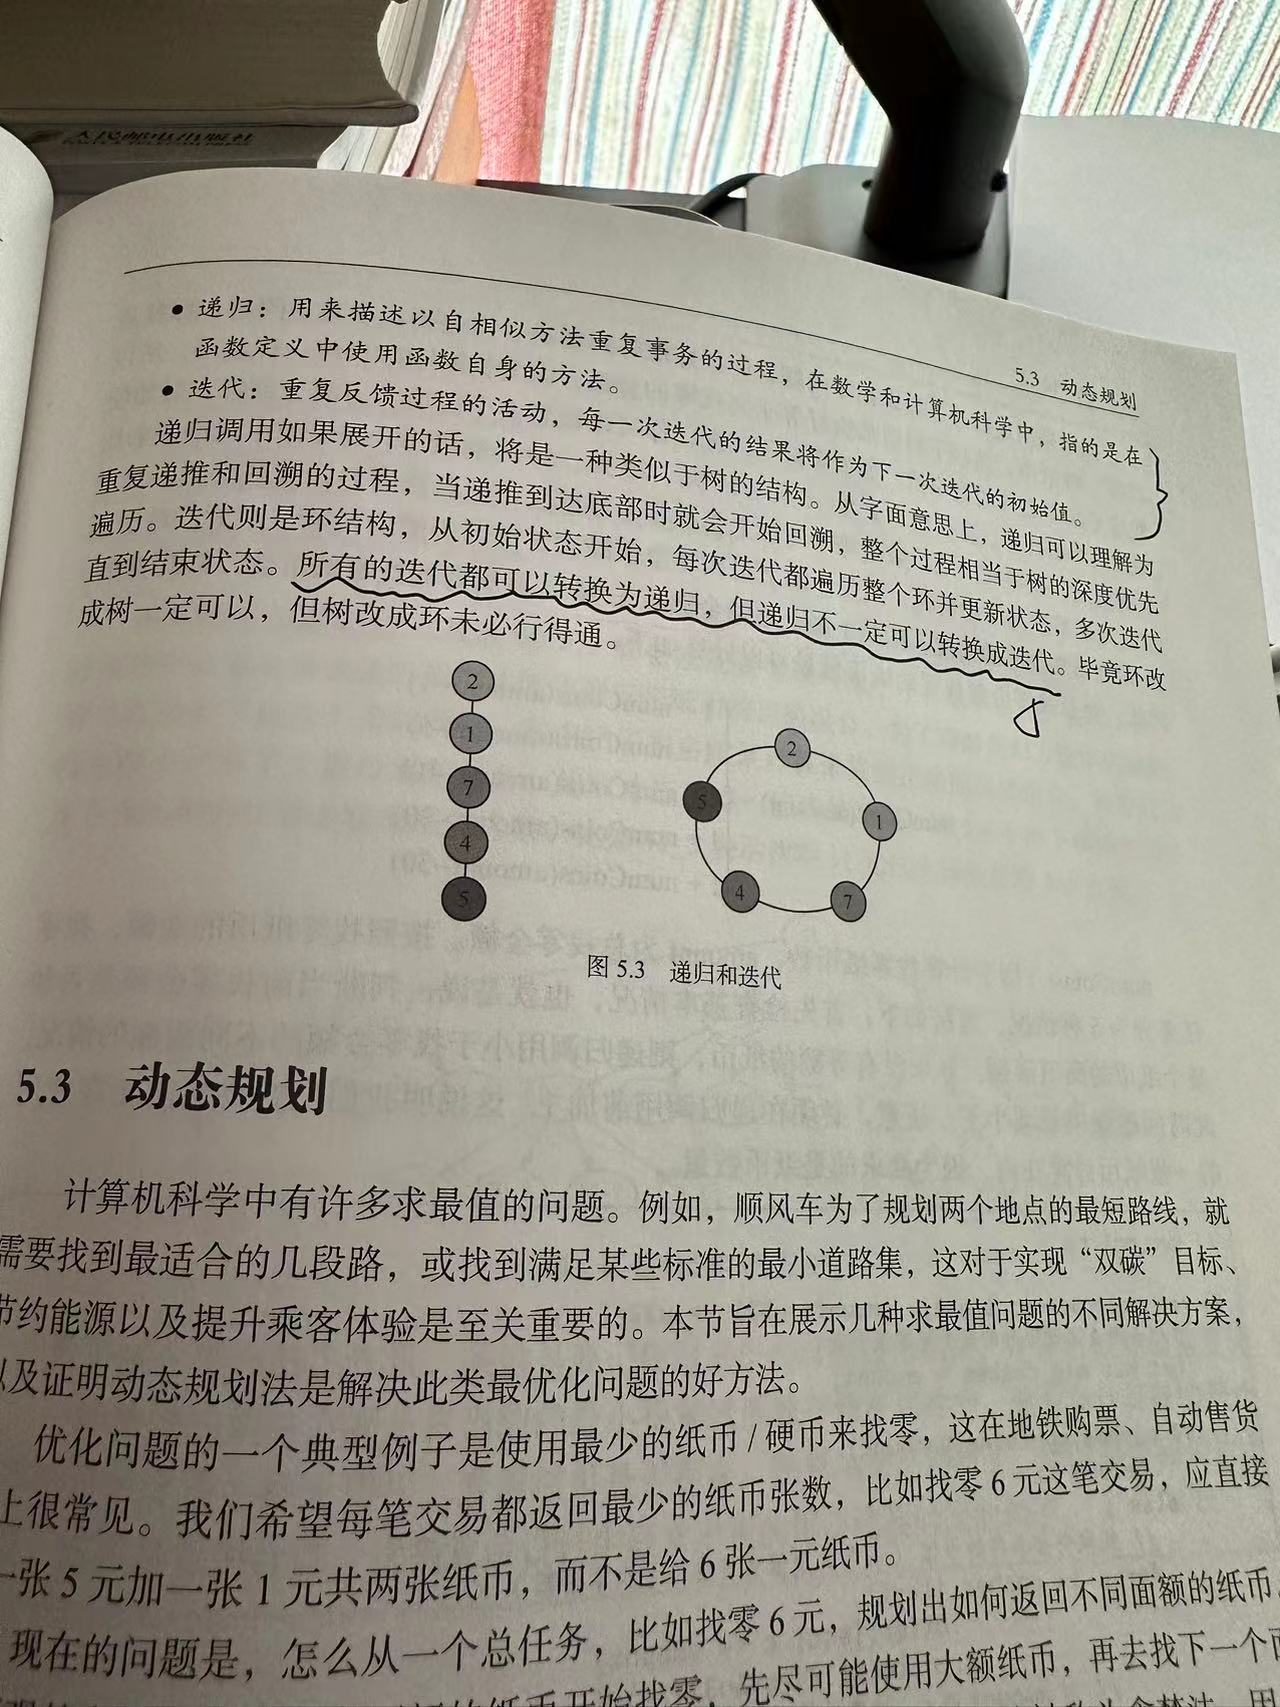 人民邮电出版社
5.3 动态规划
• 递归：用来描述以自相似方法重复事务的过程，在数学和计算机科学中，指的是在
函数定义中使用函数自身的方法。
• 迭代：重复反馈过程的活动，每一次迭代的结果将作为下一次迭代的初始值。
递归调用如果展开的话，将是一种类似于树的结构。从字面意思上，递归可以理解为
重复递推和回溯的过程，当递推到达底部时就会开始回溯，整个过程相当于树的深度优先
遍历。迭代则是环结构，从初始状态开始，每次迭代都遍历整个环并更新状态，多次迭代
直到结束状态。所有的迭代都可以转换为递归，但递归不一定可以转换成迭代。毕竟环改
成树一定可以，但树改成环未必行得通。
2
1
7
4
5
2
5
1
4
7
图 5.3 递归和迭代
5.3 动态规划
计算机科学中有许多求最值的问题。例如，顺风车为了规划两个地点的最短路线，就
需要找到最适合的几段路，或找到满足某些标准的最小道路集，这对于实现“双碳”目标、
节约能源以及提升乘客体验是至关重要的。本节旨在展示几种求最值问题的不同解决方案，
以及证明动态规划法是解决此类最优化问题的好方法。
优化问题的一个典型例子是使用最少的纸币 / 硬币来找零，这在地铁购票、自动售货
上很常见。我们希望每笔交易都返回最少的纸币张数，比如找零 6 元这笔交易，应直接
一张 5 元加一张 1 元共两张纸币，而不是给 6 张一元纸币。
现在的问题是，怎么从一个总任务，比如找零 6 元，规划出如何返回不同面额的纸币
开始找零，先尽可能使用大额纸币，再去找下一个